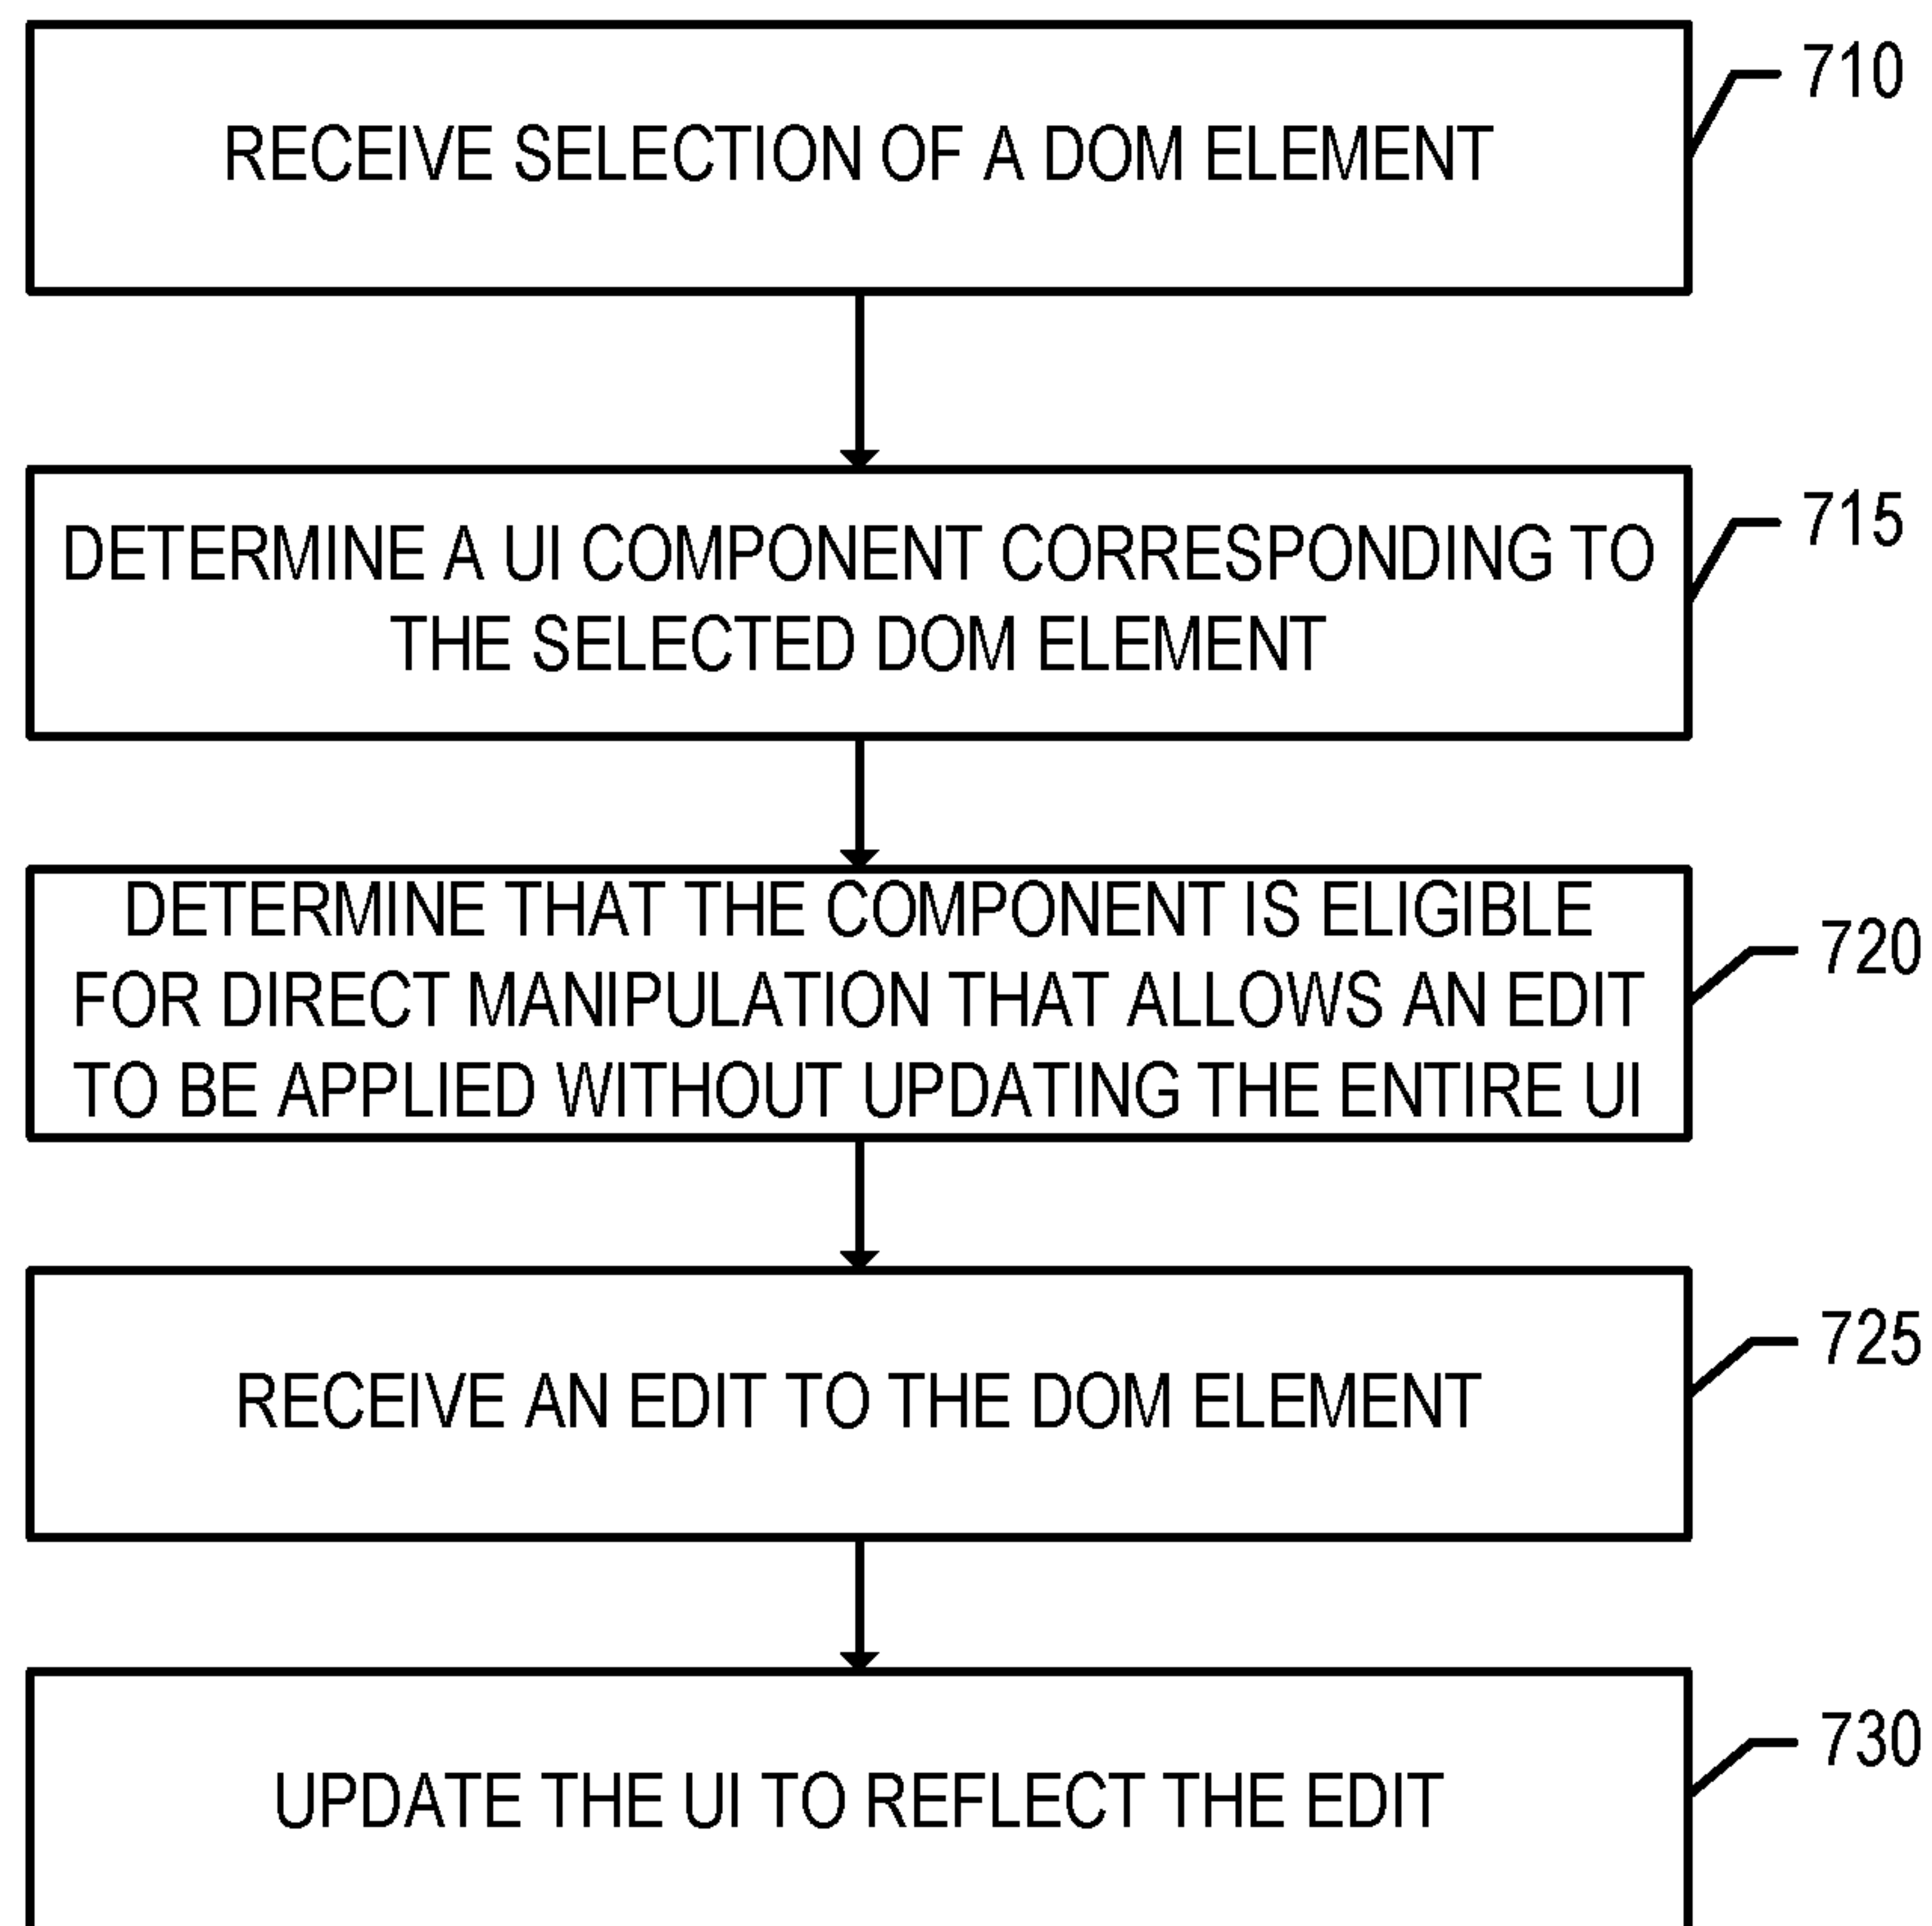 RECEIVE SELECTION OF A DOM ELEMENT
710
DETERMINE A UI COMPONENT CORRESPONDING TO
THE SELECTED DOM ELEMENT
715
DETERMINE THAT THE COMPONENT IS ELIGIBLE
FOR DIRECT MANIPULATION THAT ALLOWS AN EDIT
TO BE APPLIED WITHOUT UPDATING THE ENTIRE UI
720
RECEIVE AN EDIT TO THE DOM ELEMENT
725
UPDATE THE UI TO REFLECT THE EDIT
730